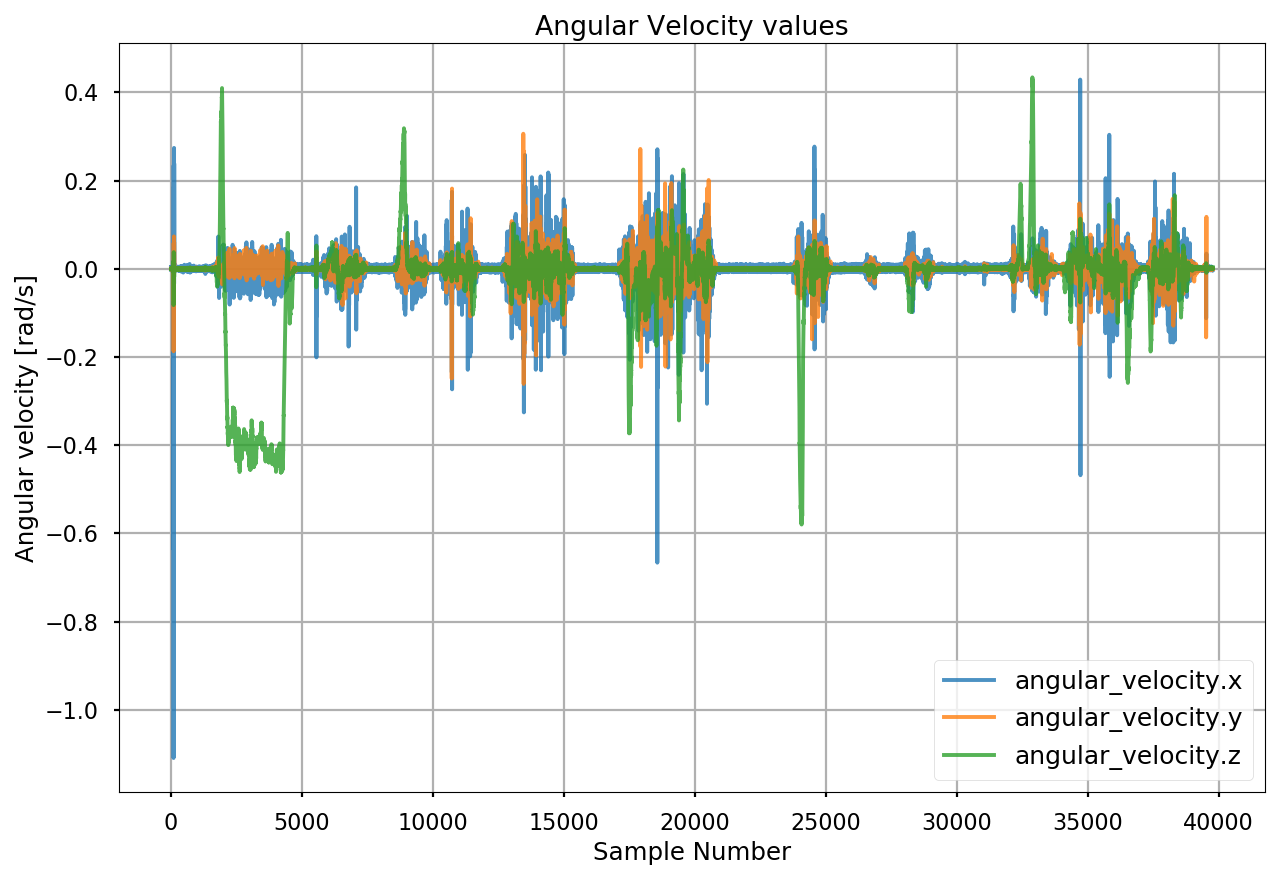 Angular Velocity values
Angular velocity [rad/s]
0.4
0.2
0.0
−0.2
−0.4
−0.6
−0.8
−1.0
0 5000 10000 15000 20000 25000 30000 35000 40000
Sample Number
angular_velocity.x
angular_velocity.y
angular_velocity.z